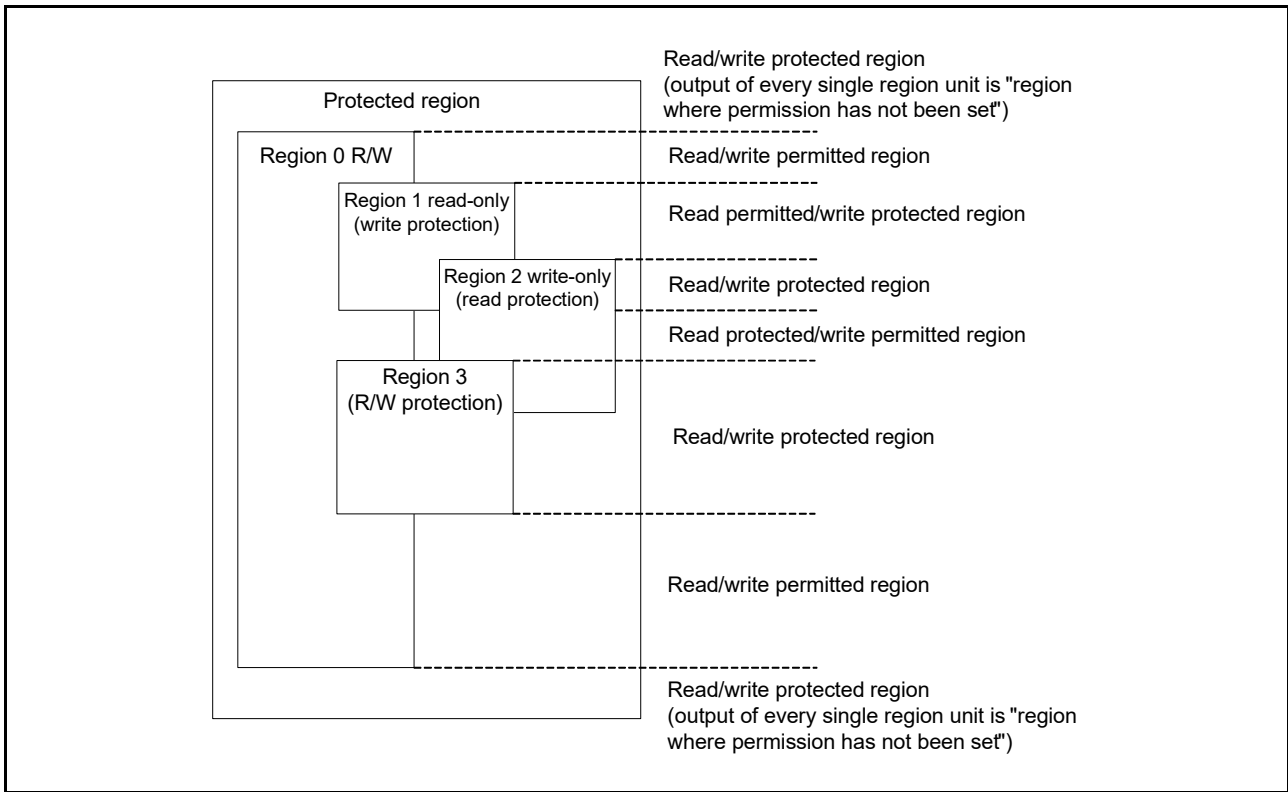 Read/write protected region
(output of every single region unit is "region
where permission has not been set")
Protected region
Region 0 R/W
Read/write permitted region
Region 1 read-only
(write protection)
Read permitted/write protected region
Region 2 write-only
(read protection)
Read/write protected region
Read protected/write permitted region
Region 3
(R/W protection)
Read/write protected region
Read/write permitted region
Read/write protected region
(output of every single region unit is "region
where permission has not been set")